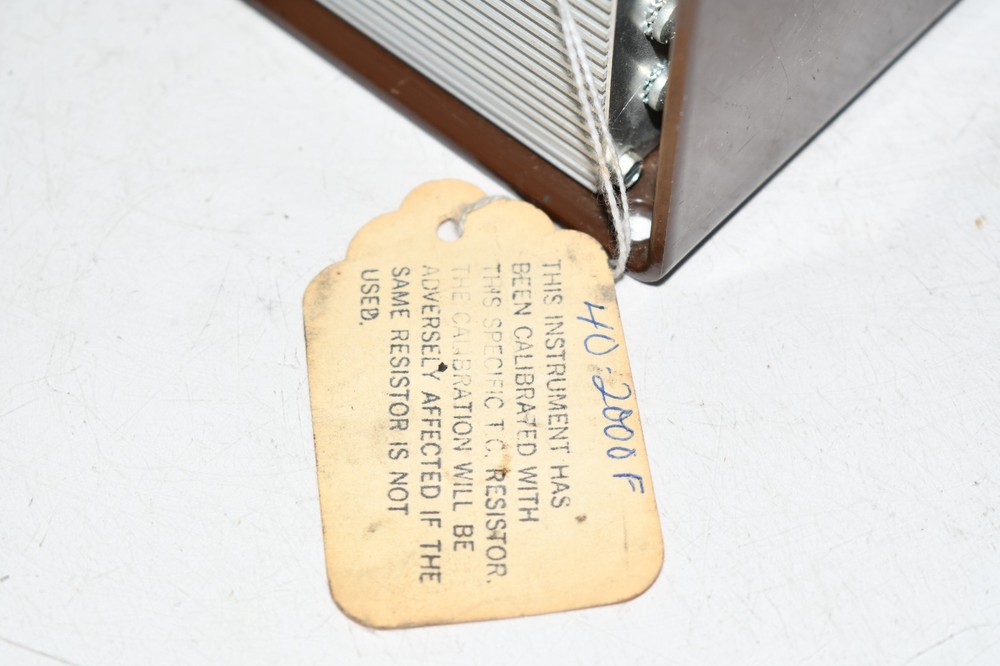 40-2000 F
THIS INSTRUMENT HAS
BEEN CALIBRATED WITH
THIS SPECIFIC T.C. RESISTOR.
THE CALIBRATION WILL BE
ADVERSELY AFFECTED IF THE
SAME RESISTOR IS NOT
USED.